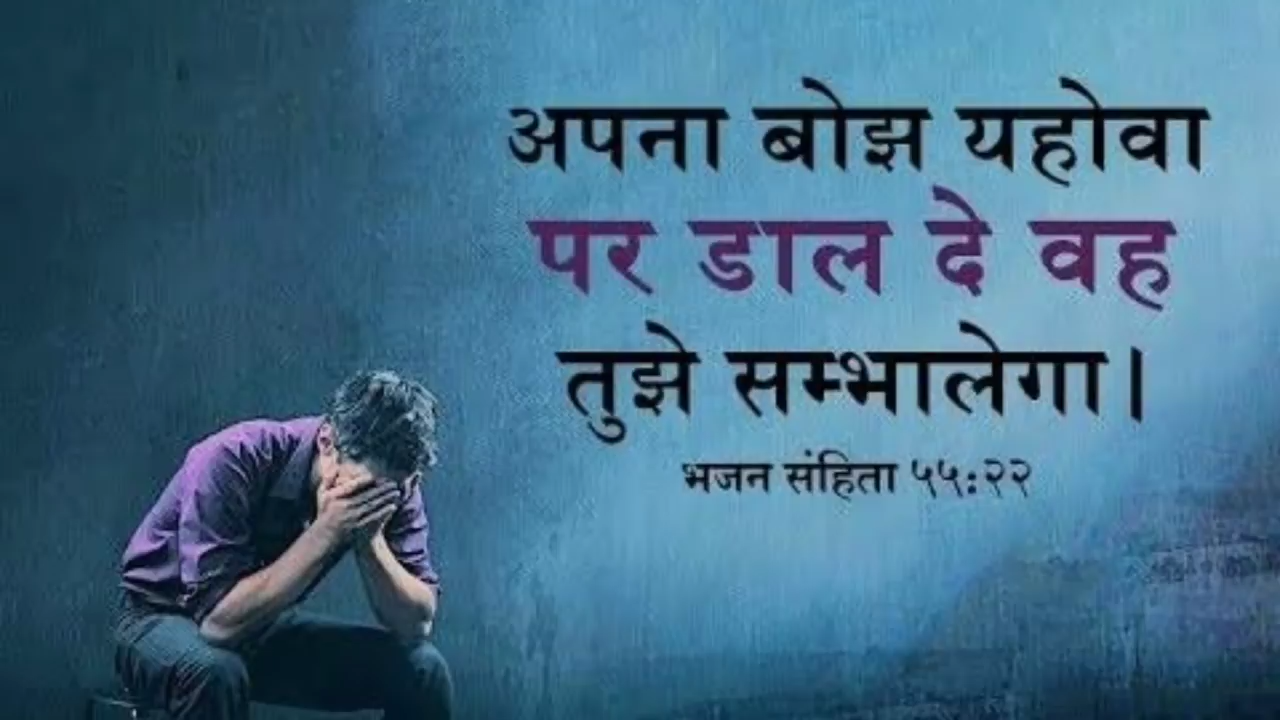 अपना बोझ यहोवा
पर डाल दे वह
तुझे सम्भालेगा।
भजन संहिता ५५:२२